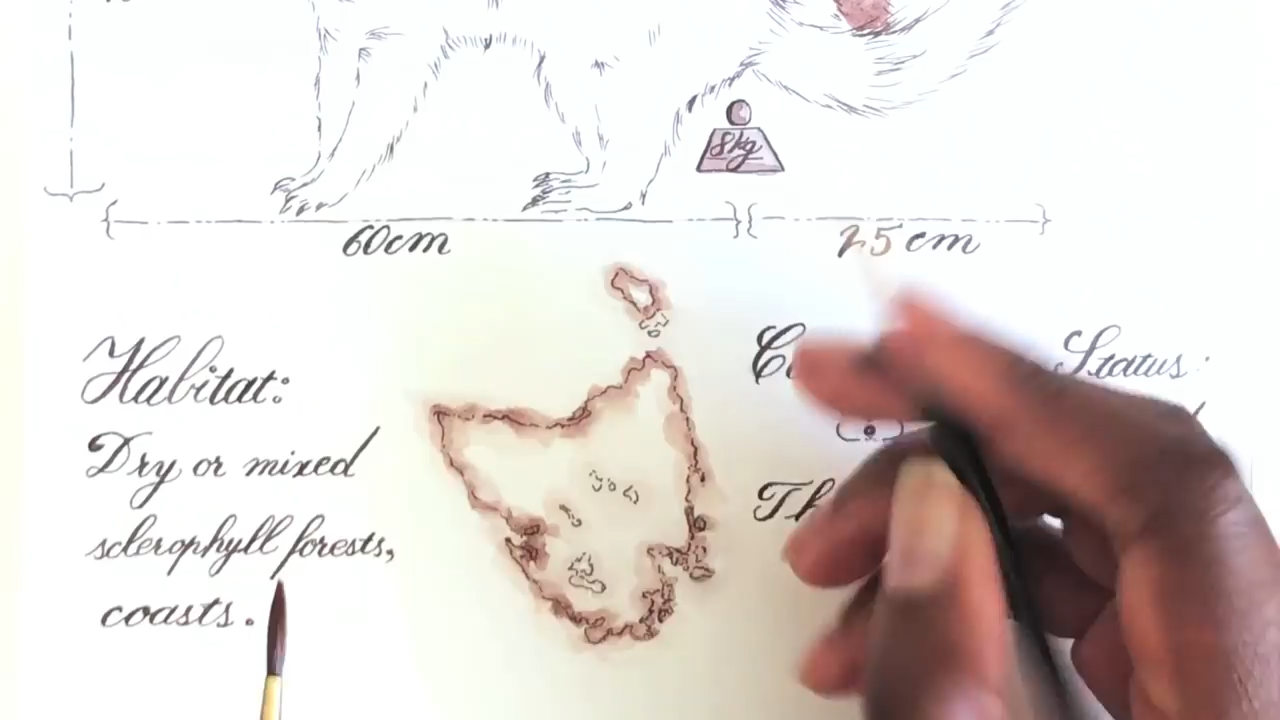 8kg
60cm
25cm
Habitat:
Status:
Dry or mixed
sclerophyll forests,
coasts.